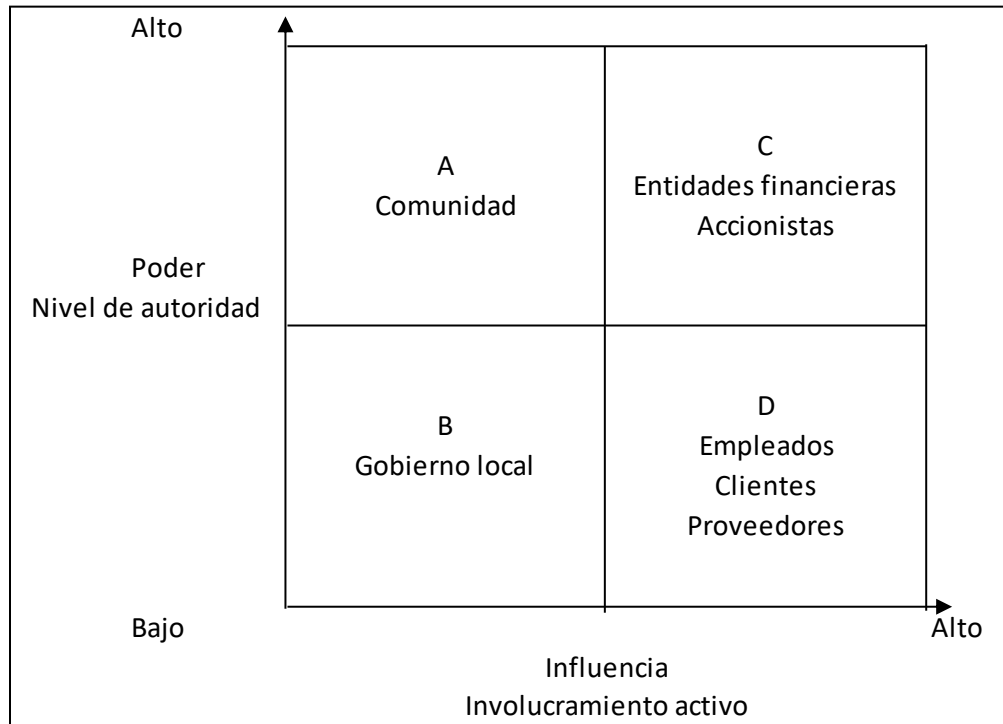 Alto
A
Comunidad
C
Entidades financieras
Accionistas
Poder
Nivel de autoridad
B
Gobierno local
D
Empleados
Clientes
Proveedores
Bajo
Alto
Influencia
Involucramiento activo